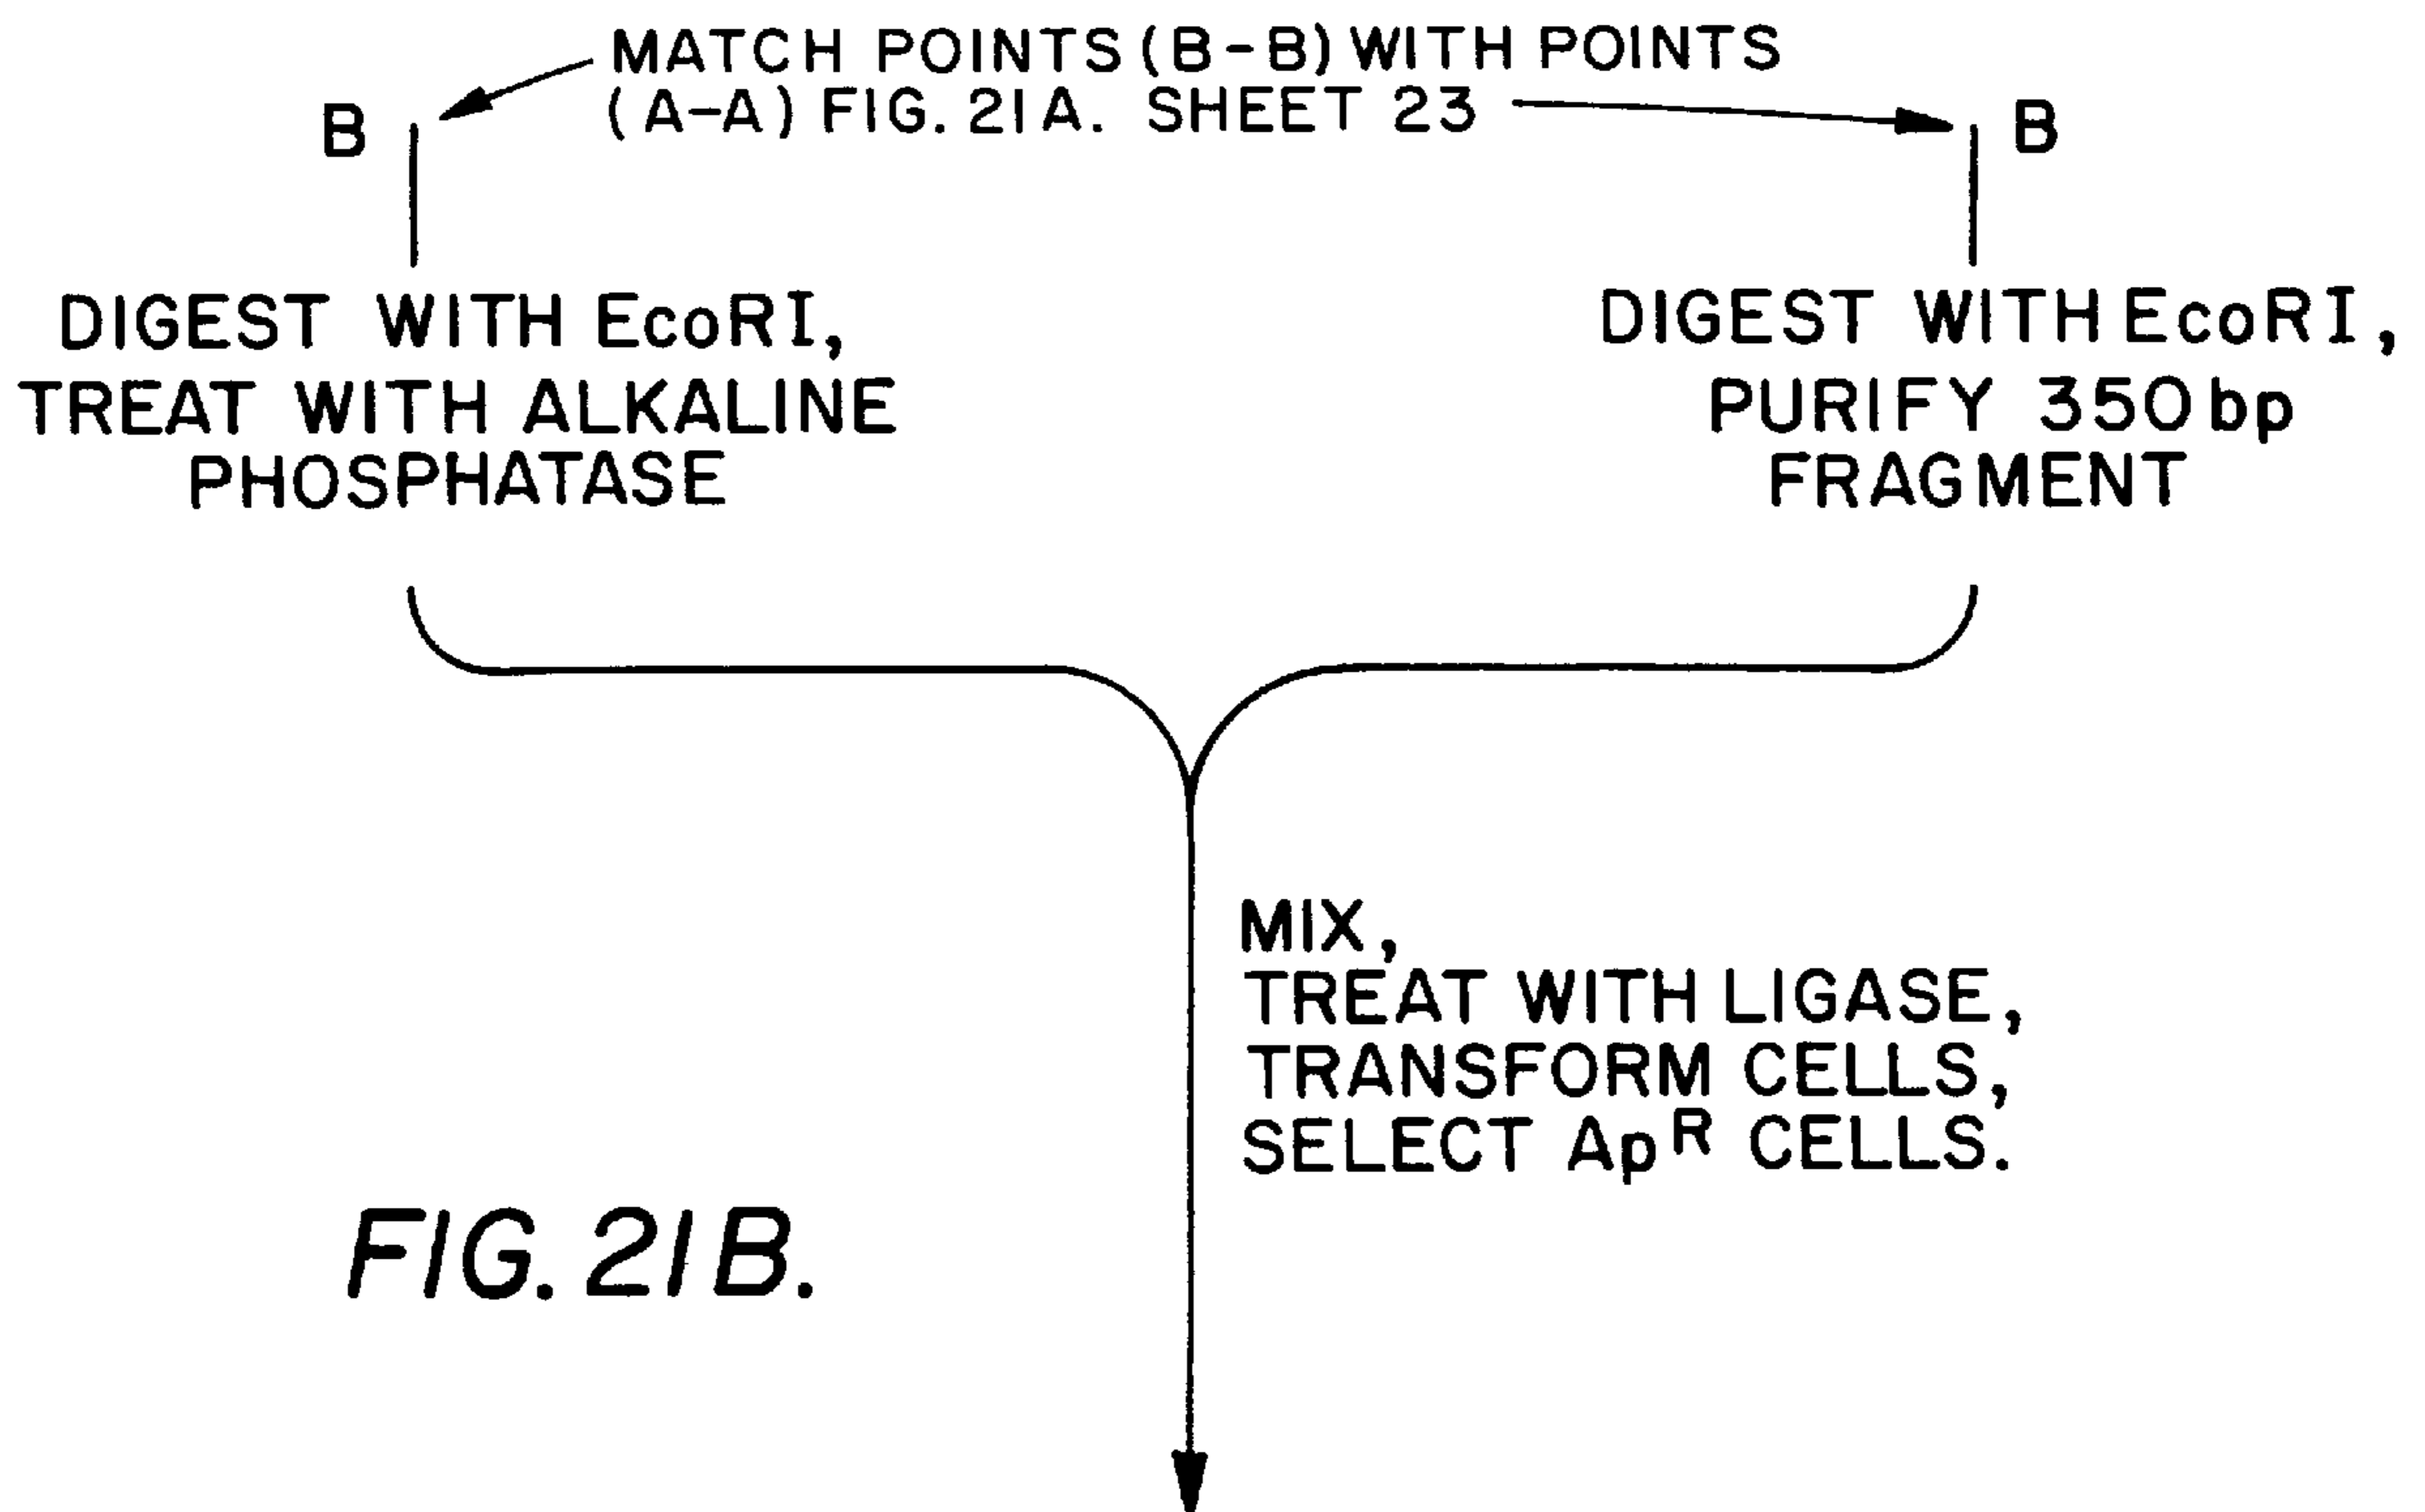 MATCH POINTS (B-B) WITH POINTS
(A-A) FIG. 21A. SHEET 23
B
B
DIGEST WITH EcoRI,
TREAT WITH ALKALINE
PHOSPHATASE
DIGEST WITH EcoRI,
PURIFY 350bp
FRAGMENT
MIX,
TREAT WITH LIGASE,
TRANSFORM CELLS,
SELECT Apᴿ CELLS.
FIG. 21B.